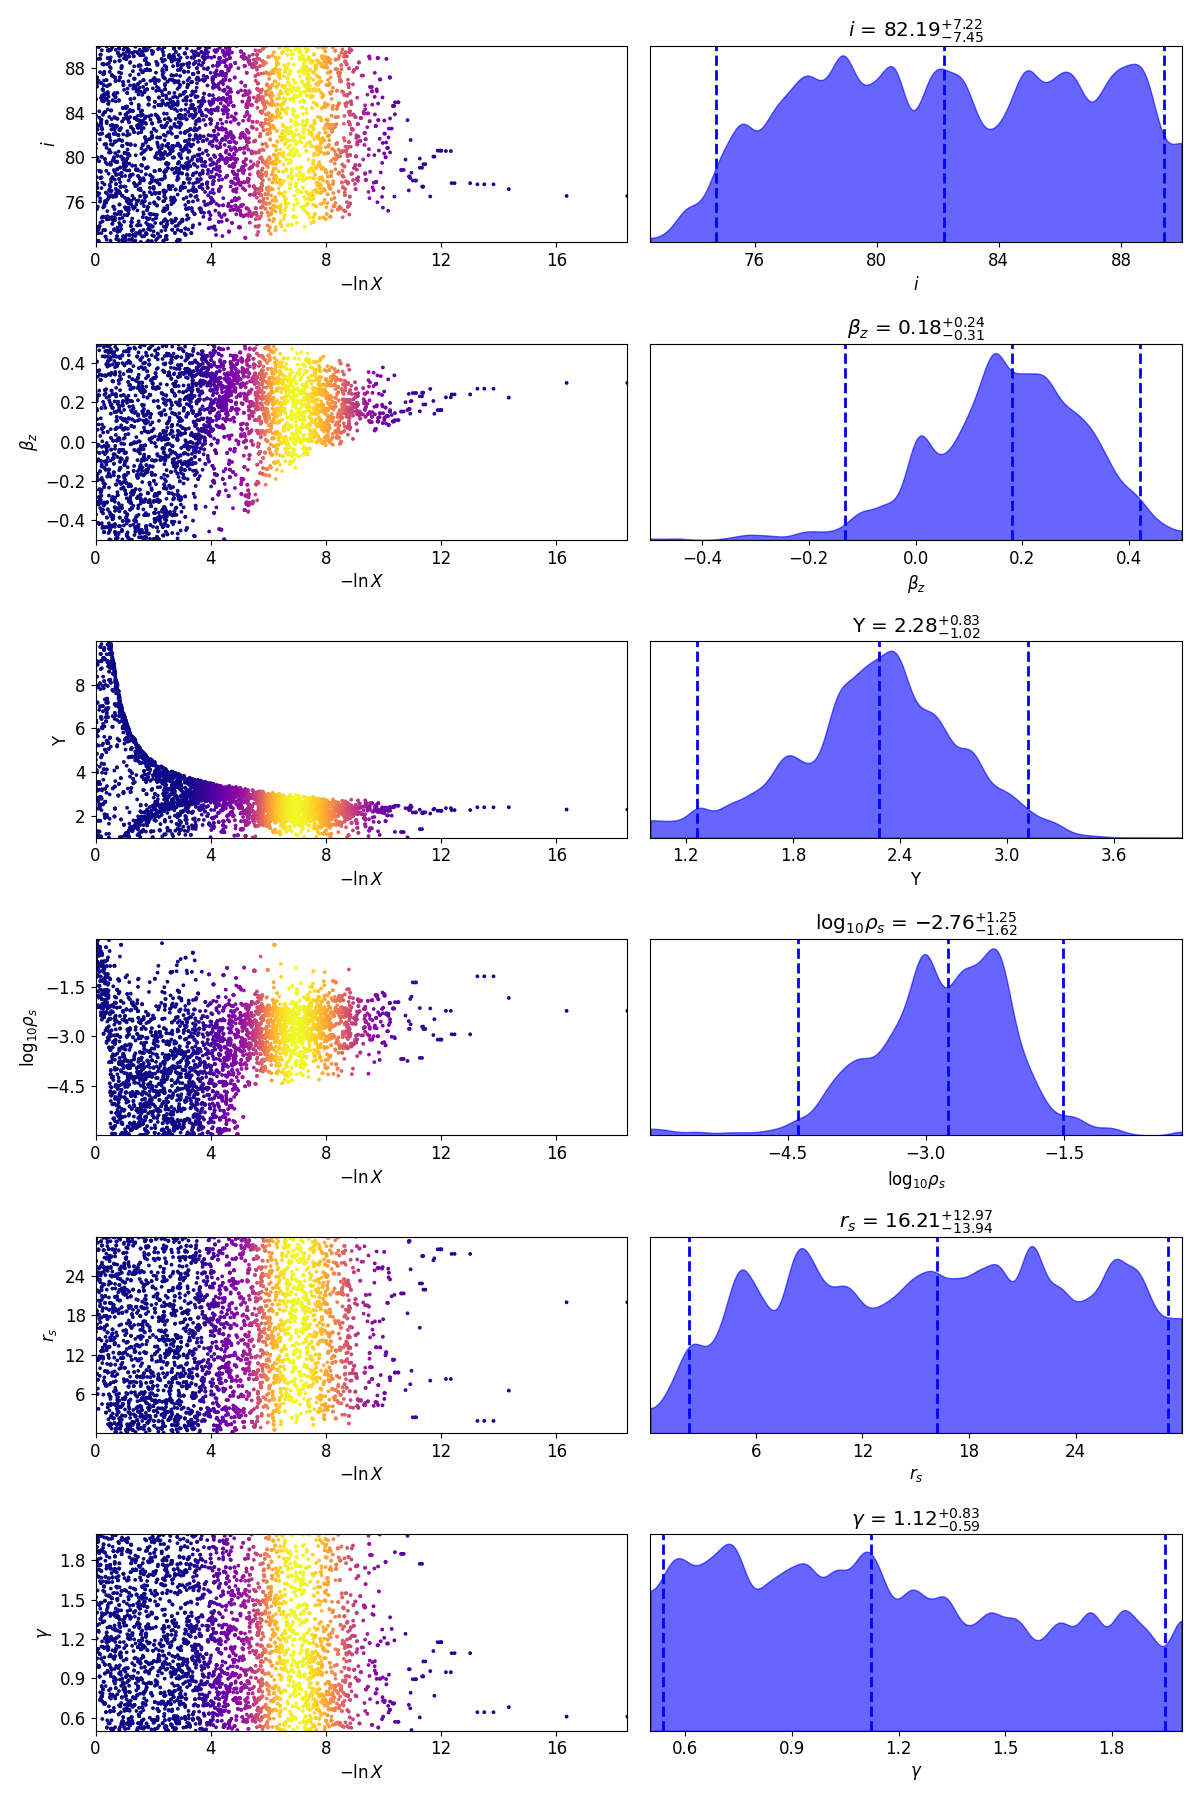 i = 82.19+7.22−7.45
i
88
84
80
76
0 4 8 12 16
−ln X
76 80 84 88
i
βz = 0.18+0.24−0.31
βz
0.4
0.2
0.0
−0.2
−0.4
0 4 8 12 16
−ln X
−0.4 −0.2 0.0 0.2 0.4
βz
Y = 2.28+0.83−1.02
Y
8
6
4
2
0 4 8 12 16
−ln X
1.2 1.8 2.4 3.0 3.6
Y
log10ρs = −2.76+1.25−1.62
log10ρs
−1.5
−3.0
−4.5
0 4 8 12 16
−ln X
−4.5 −3.0 −1.5
log10ρs
rs = 16.21+12.97−13.94
rs
24
18
12
6
0 4 8 12 16
−ln X
6 12 18 24
rs
γ = 1.12+0.83−0.59
γ
1.8
1.5
1.2
0.9
0.6
0 4 8 12 16
−ln X
0.6 0.9 1.2 1.5 1.8
γ